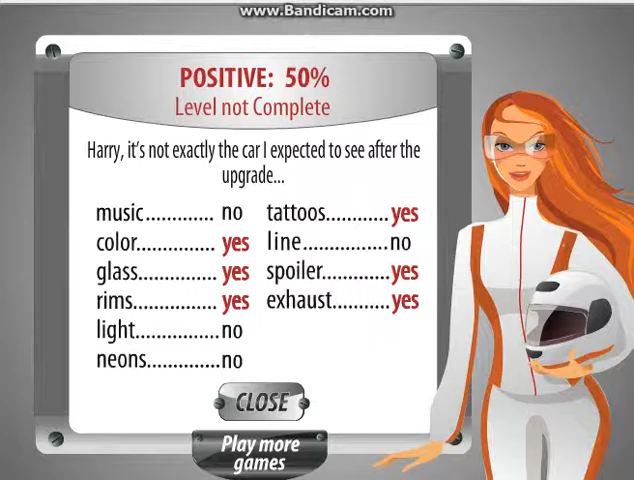 www.Bandicam.com
POSITIVE: 50%
Level not Complete
Harry, it's not exactly the car I expected to see after the
upgrade...
music............. no
color.............. yes
glass.............. yes
rims............... yes
light................no
neons.............no
tattoos............yes
line................no
spoiler.............yes
exhaust...........yes
CLOSE
Play more
games